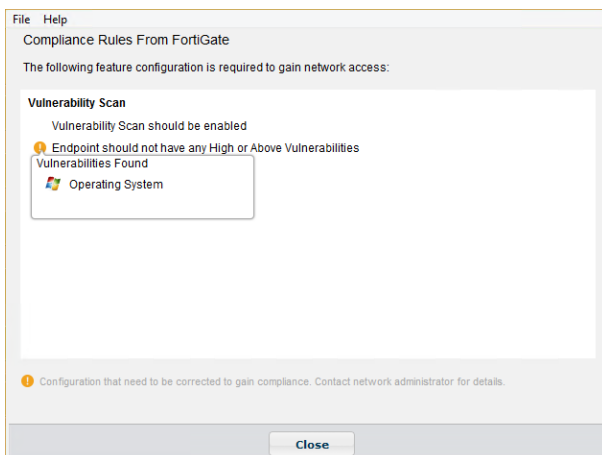 File Help
Compliance Rules From FortiGate
The following feature configuration is required to gain network access:
Vulnerability Scan
Vulnerability Scan should be enabled
Endpoint should not have any High or Above Vulnerabilities
Vulnerabilities Found
Operating System
Configuration that need to be corrected to gain compliance. Contact network administrator for details.
Close